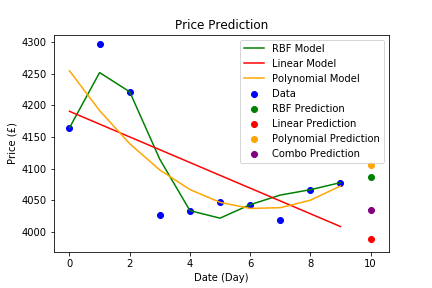 Price Prediction
4300
4250
4200
4150
4100
4050
4000
Price (£)
RBF Model
Linear Model
Polynomial Model
Data
RBF Prediction
Linear Prediction
Polynomial Prediction
Combo Prediction
0 2 4 6 8 10
Date (Day)